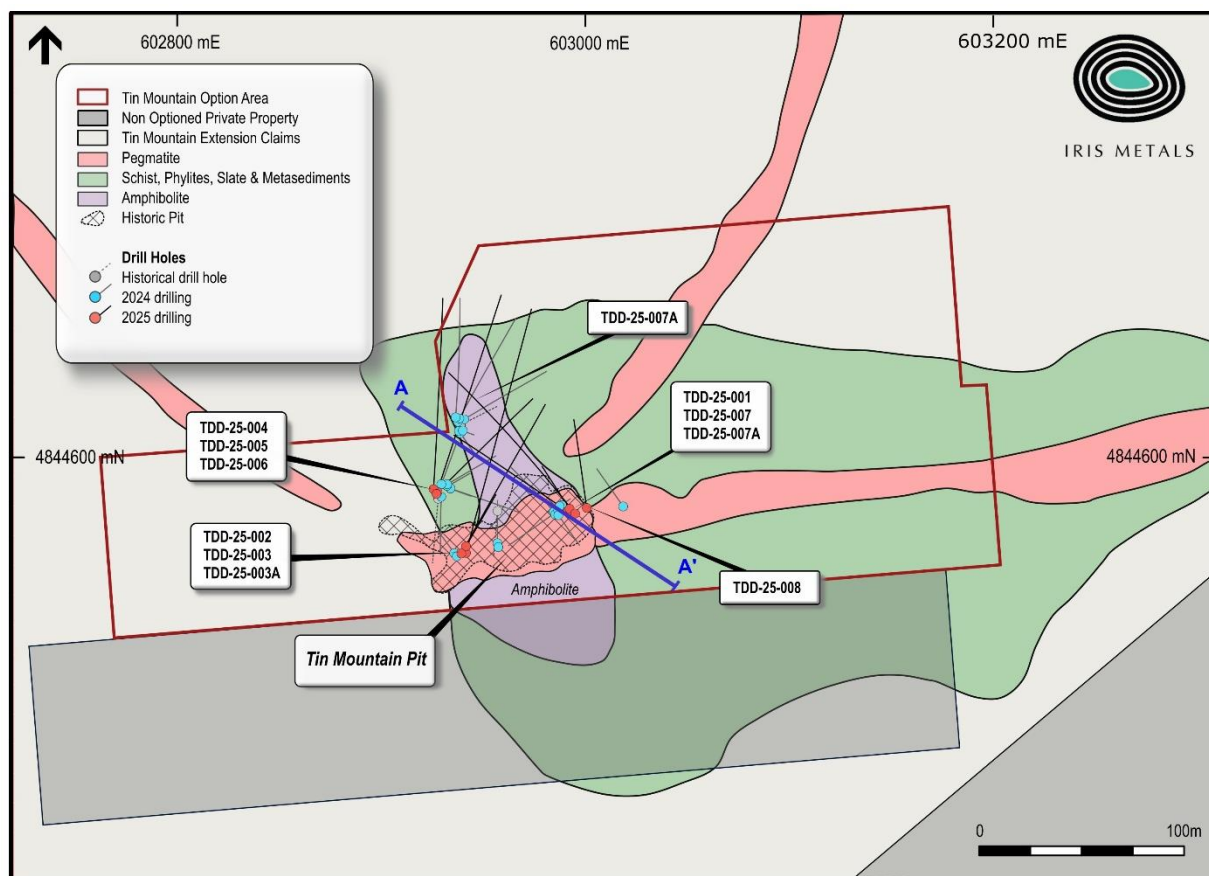 602800 mE
603000 mE
603200 mE
IRIS METALS
Tin Mountain Option Area
Non Optioned Private Property
Tin Mountain Extension Claims
Pegmatite
Schist, Phylites, Slate & Metasediments
Amphibolite
Historic Pit
Drill Holes
Historical drill hole
2024 drilling
2025 drilling
TDD-25-007A
A
TDD-25-001
TDD-25-007
TDD-25-007A
TDD-25-004
TDD-25-005
TDD-25-006
4844600 mN
4844600 mN
TDD-25-002
TDD-25-003
TDD-25-003A
A'
TDD-25-008
Amphibolite
Tin Mountain Pit
0
100m